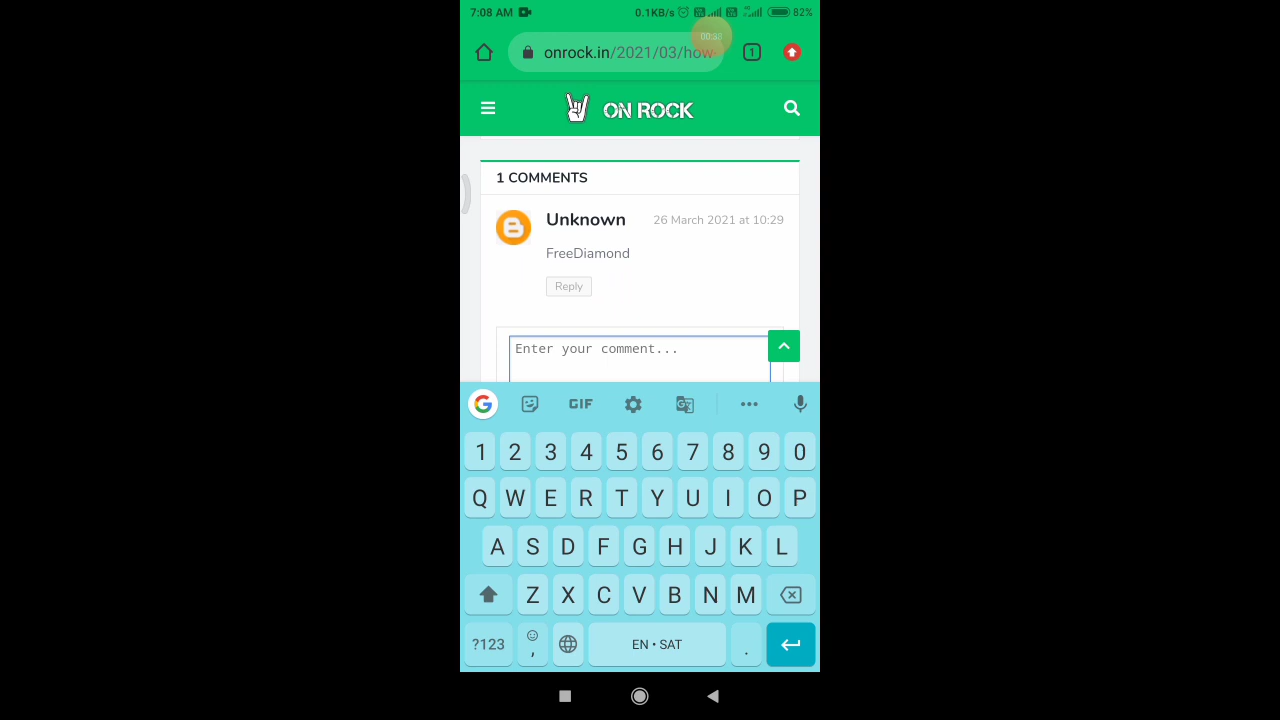 7:08 AM
0.1KB/s
82%
00:38
onrock.in/2021/03/how-
1
ON ROCK
1 COMMENTS
Unknown
26 March 2021 at 10:29
FreeDiamond
Reply
Enter your comment...
G GIF
1 2 3 4 5 6 7 8 9 0
Q W E R T Y U I O P
A S D F G H J K L
Z X C V B N M
?123 , EN • SAT .